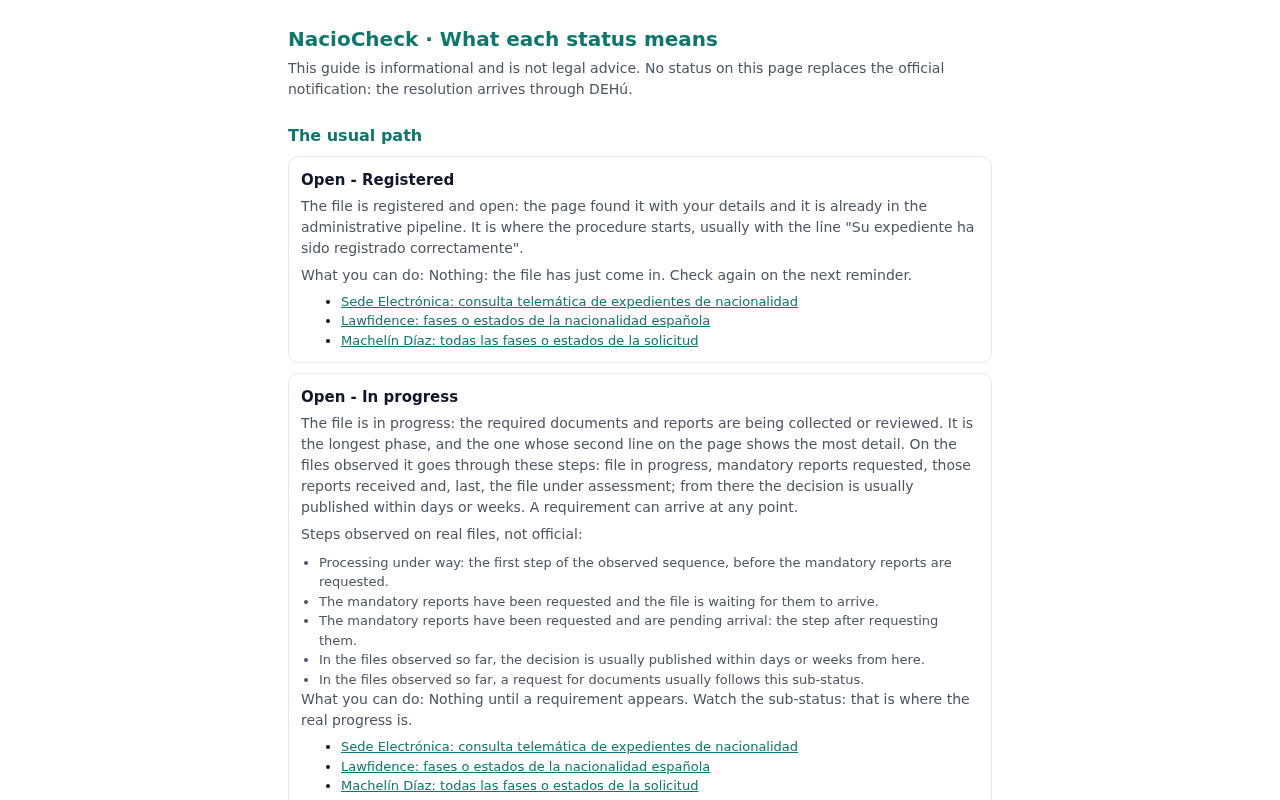 NacioCheck · What each status means
This guide is informational and is not legal advice. No status on this page replaces the official
notification: the resolution arrives through DEHú.
The usual path
Open - Registered
The file is registered and open: the page found it with your details and it is already in the
administrative pipeline. It is where the procedure starts, usually with the line "Su expediente ha
sido registrado correctamente".
What you can do: Nothing: the file has just come in. Check again on the next reminder.
• Sede Electrónica: consulta telemática de expedientes de nacionalidad
• Lawfidence: fases o estados de la nacionalidad española
• Machelín Díaz: todas las fases o estados de la solicitud
Open - In progress
The file is in progress: the required documents and reports are being collected or reviewed. It is
the longest phase, and the one whose second line on the page shows the most detail. On the
files observed it goes through these steps: file in progress, mandatory reports requested, those
reports received and, last, the file under assessment; from there the decision is usually
published within days or weeks. A requirement can arrive at any point.
Steps observed on real files, not official:
• Processing under way: the first step of the observed sequence, before the mandatory reports are
requested.
• The mandatory reports have been requested and the file is waiting for them to arrive.
• The mandatory reports have been requested and are pending arrival: the step after requesting
them.
• In the files observed so far, the decision is usually published within days or weeks from here.
• In the files observed so far, a request for documents usually follows this sub-status.
What you can do: Nothing until a requirement appears. Watch the sub-status: that is where the
real progress is.
• Sede Electrónica: consulta telemática de expedientes de nacionalidad
• Lawfidence: fases o estados de la nacionalidad española
• Machelín Díaz: todas las fases o estados de la solicitud